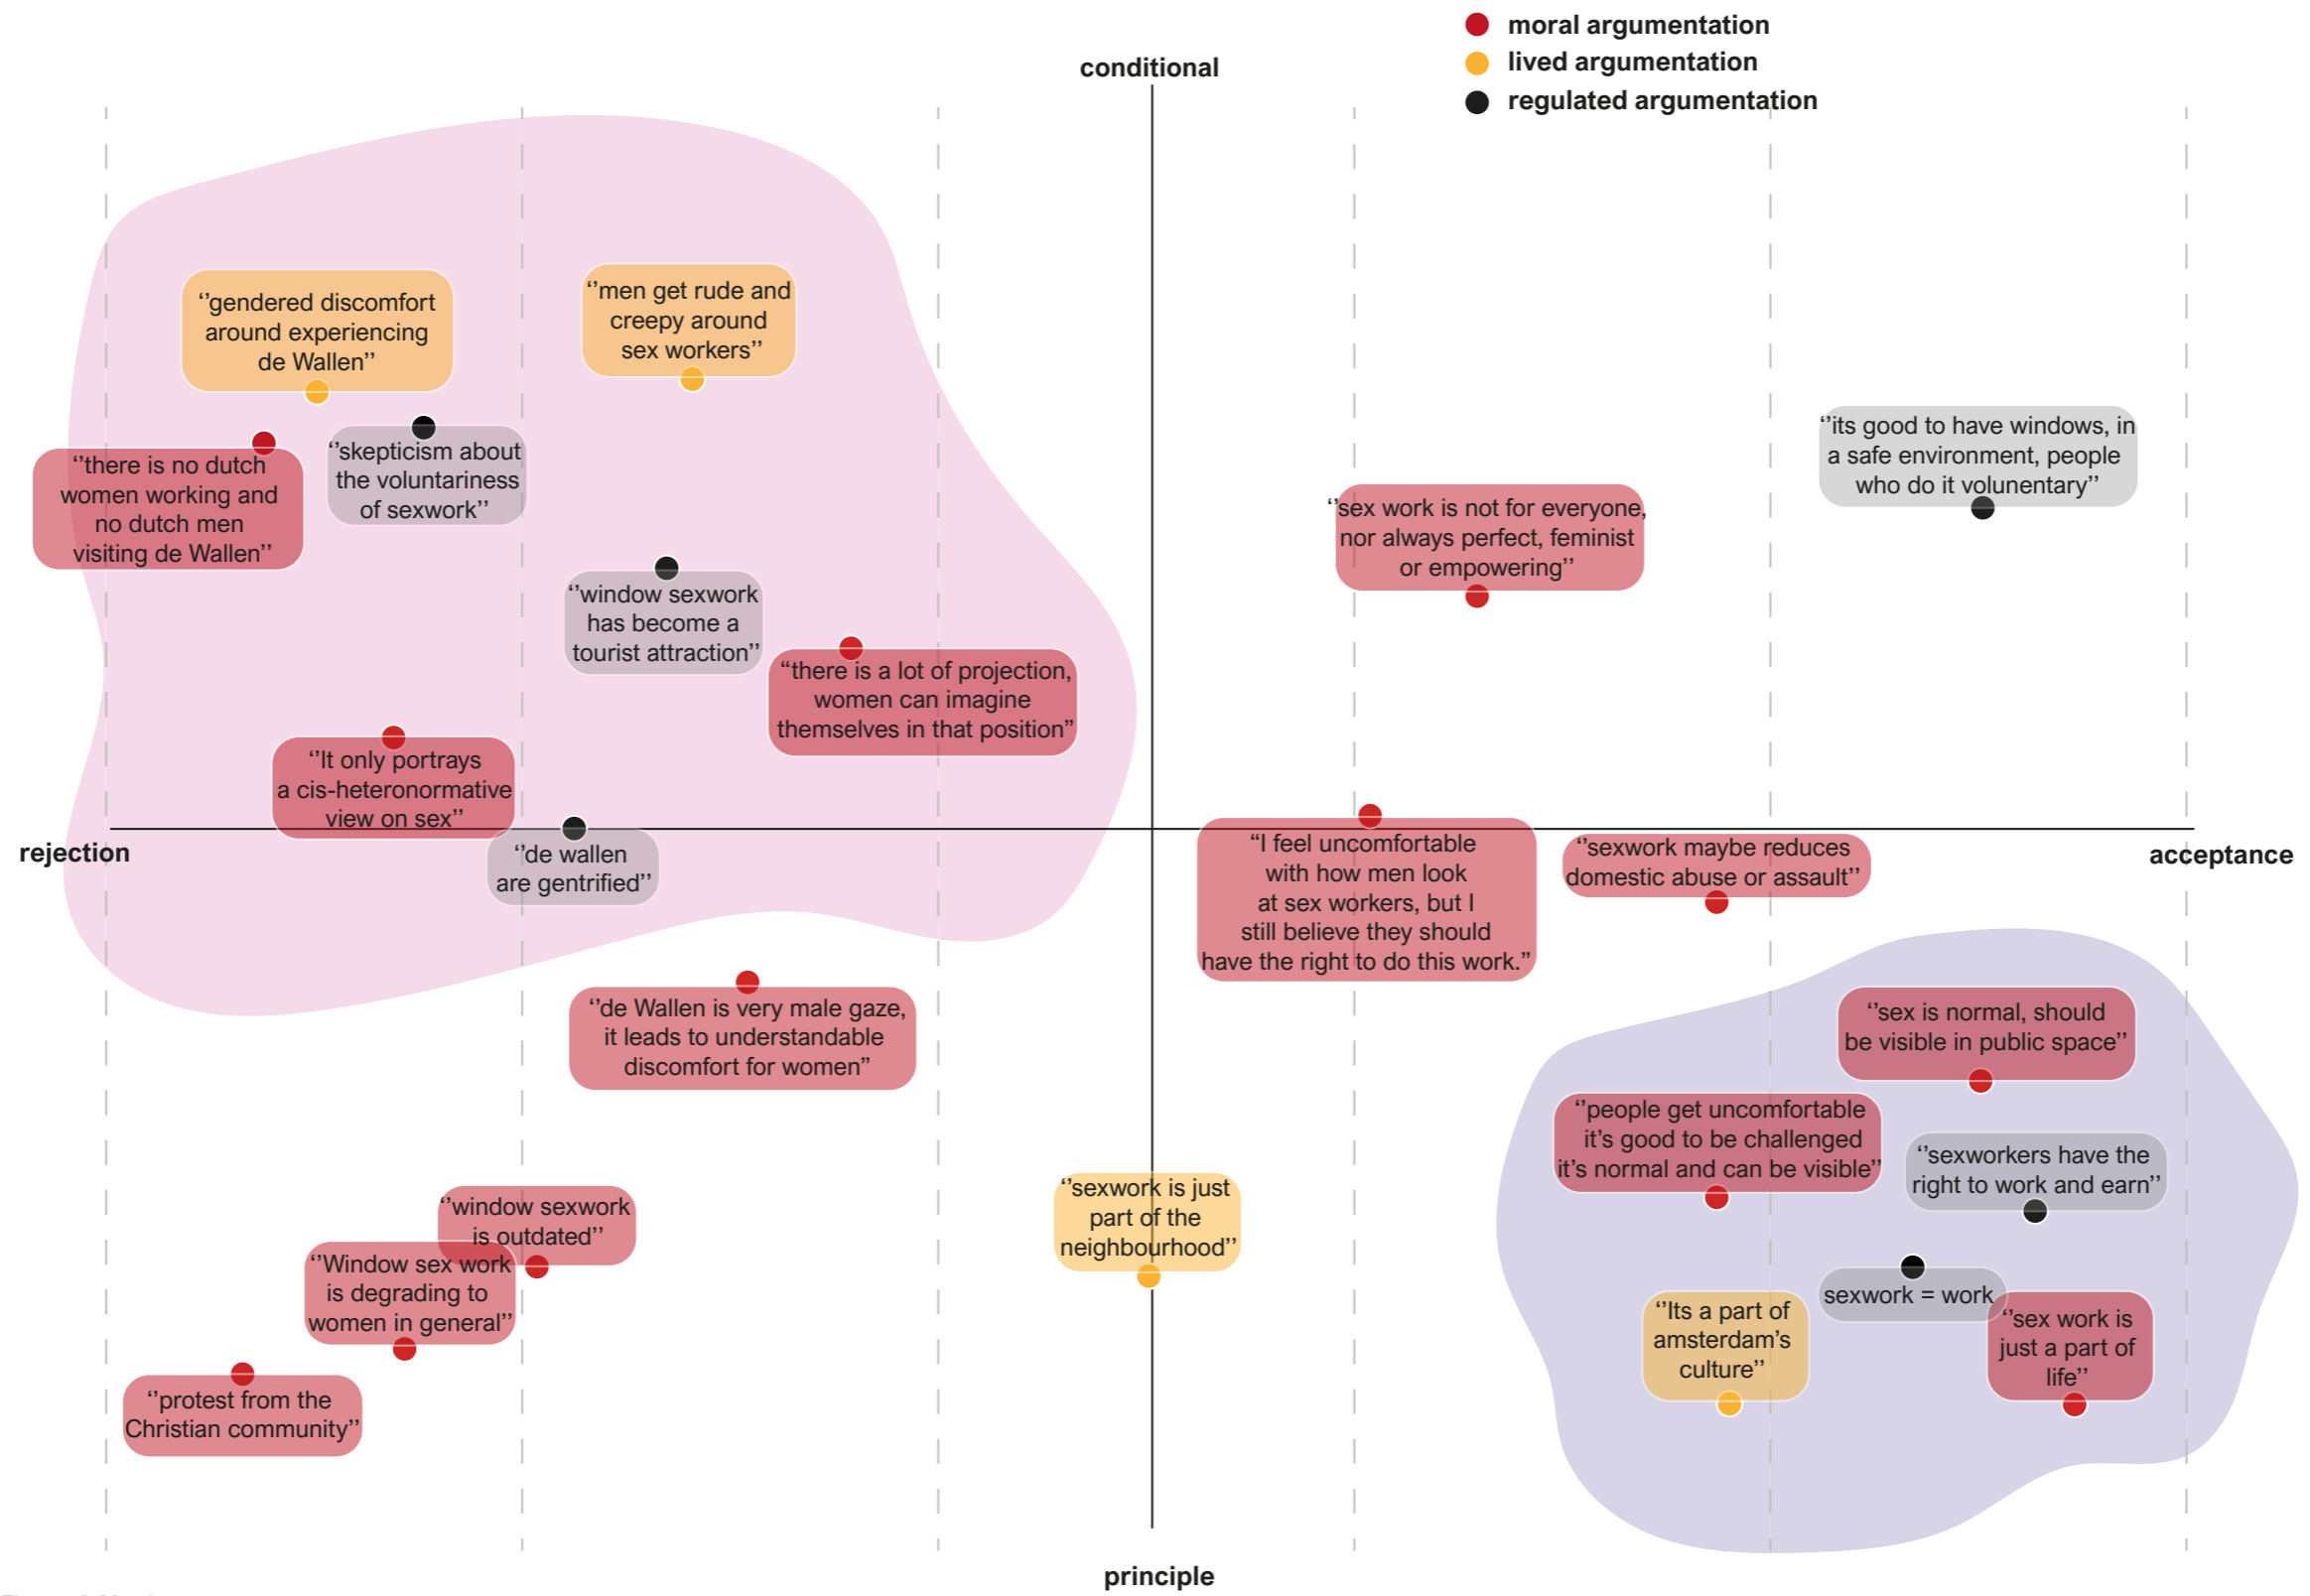 moral argumentation
lived argumentation
regulated argumentation
conditional
‘’gendered discomfort
around experiencing
de Wallen’’
‘’men get rude and
creepy around
sex workers’’
‘’there is no dutch
women working and
no dutch men
visiting de Wallen’’
‘’skepticism about
the voluntariness
of sexwork’’
‘’its good to have windows, in
a safe environment, people
who do it volunentary’’
‘’sex work is not for everyone,
nor always perfect, feminist
or empowering’’
‘’window sexwork
has become a
tourist attraction’’
“there is a lot of projection,
women can imagine
themselves in that position”
‘’It only portrays
a cis-heteronormative
view on sex’’
rejection
‘’de wallen
are gentrified’’
“I feel uncomfortable
with how men look
at sex workers, but I
still believe they should
have the right to do this work.”
‘’sexwork maybe reduces
domestic abuse or assault’’
acceptance
‘’de Wallen is very male gaze,
it leads to understandable
discomfort for women”
‘’sex is normal, should
be visible in public space’’
‘’people get uncomfortable
it’s good to be challenged
it’s normal and can be visible’’
‘’sexworkers have the
right to work and earn’’
‘’window sexwork
is outdated’’
‘’Window sex work
is degrading to
women in general’’
‘’sexwork is just
part of the
neighbourhood’’
sexwork = work
‘’Its a part of
amsterdam’s
culture’’
‘’sex work is
just a part of
life’’
‘’protest from the
Christian community’’
principle